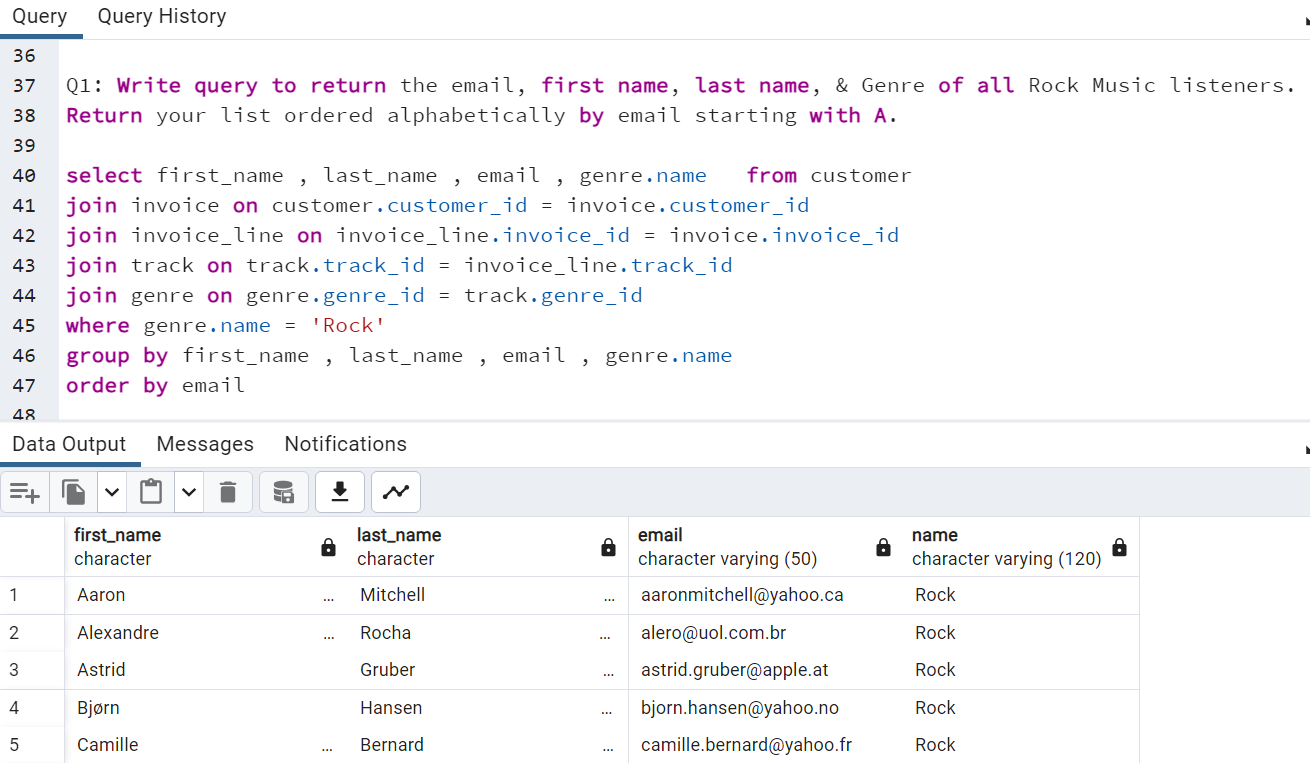 Query Query History
36
37 Q1: Write query to return the email, first name, last name, & Genre of all Rock Music listeners.
38 Return your list ordered alphabetically by email starting with A.
39
40 select first_name , last_name , email , genre.name from customer
41 join invoice on customer.customer_id = invoice.customer_id
42 join invoice_line on invoice_line.invoice_id = invoice.invoice_id
43 join track on track.track_id = invoice_line.track_id
44 join genre on genre.genre_id = track.genre_id
45 where genre.name = 'Rock'
46 group by first_name , last_name , email , genre.name
47 order by email
48
Data Output Messages Notifications
first_name last_name email name
character character character varying (50) character varying (120)
1 Aaron ... Mitchell ... aaronmitchell@yahoo.ca Rock
2 Alexandre ... Rocha ... alero@uol.com.br Rock
3 Astrid Gruber ... astrid.gruber@apple.at Rock
4 Bjørn Hansen ... bjorn.hansen@yahoo.no Rock
5 Camille ... Bernard ... camille.bernard@yahoo.fr Rock